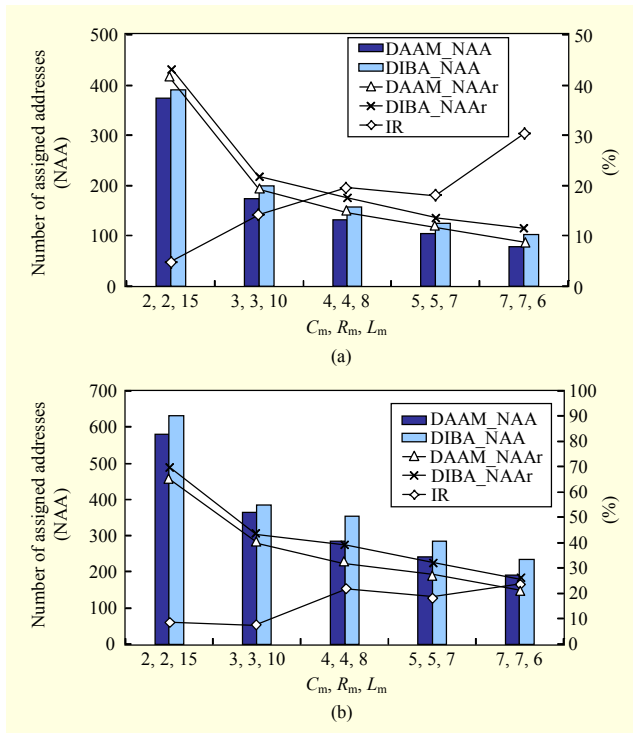 500
400
300
200
100
0
Number of assigned addresses
(NAA)
DAAM_NAA
DIBA_NAA
DAAM_NAAr
DIBA_NAAr
IR
50
40
30
20
10
0
(%)
2, 2, 15
3, 3, 10
4, 4, 8
5, 5, 7
7, 7, 6
Cm, Rm, Lm
(a)
700
600
500
400
300
200
100
0
Number of assigned addresses
(NAA)
DAAM_NAA
DIBA_NAA
DAAM_NAAr
DIBA_NAAr
IR
100
90
80
70
60
50
40
30
20
10
0
(%)
2, 2, 15
3, 3, 10
4, 4, 8
5, 5, 7
7, 7, 6
Cm, Rm, Lm
(b)